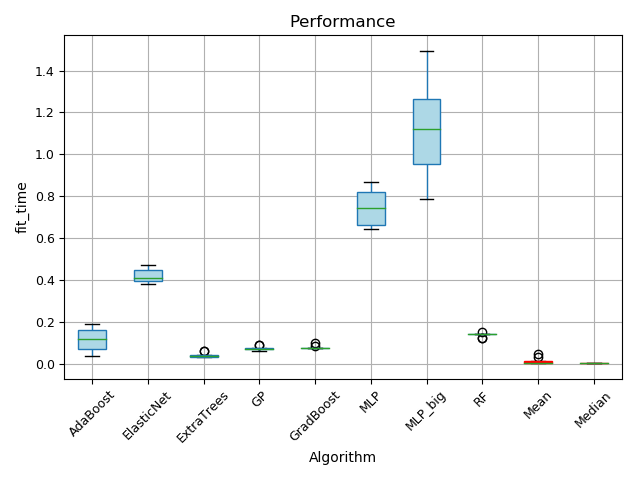 Performance
fit_time
1.4
1.2
1.0
0.8
0.6
0.4
0.2
0.0
AdaBoost
ElasticNet
ExtraTrees
GP
GradBoost
MLP
MLP_big
RF
Mean
Median
Algorithm